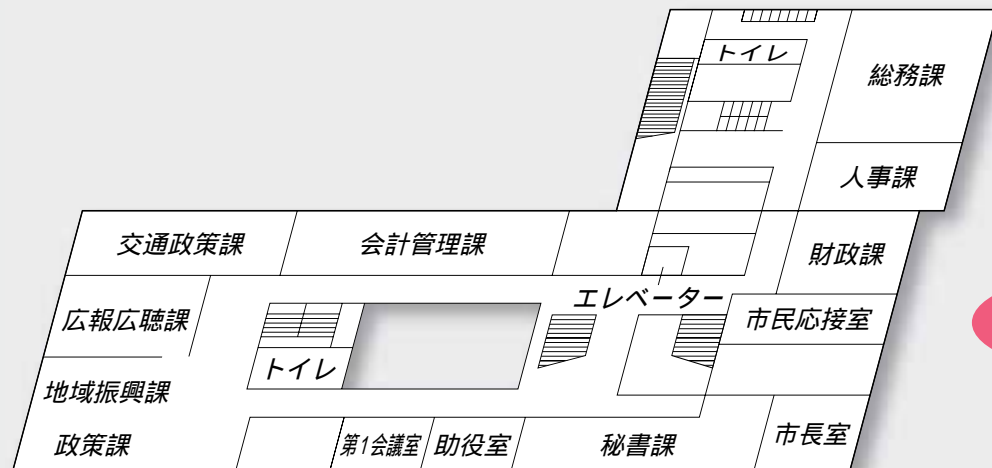 トイレ
総務課
人事課
交通政策課
会計管理課
財政課
エレベーター
広報広聴課
市民応接室
トイレ
地域振興課
政策課
第1会議室
助役室
秘書課
市長室